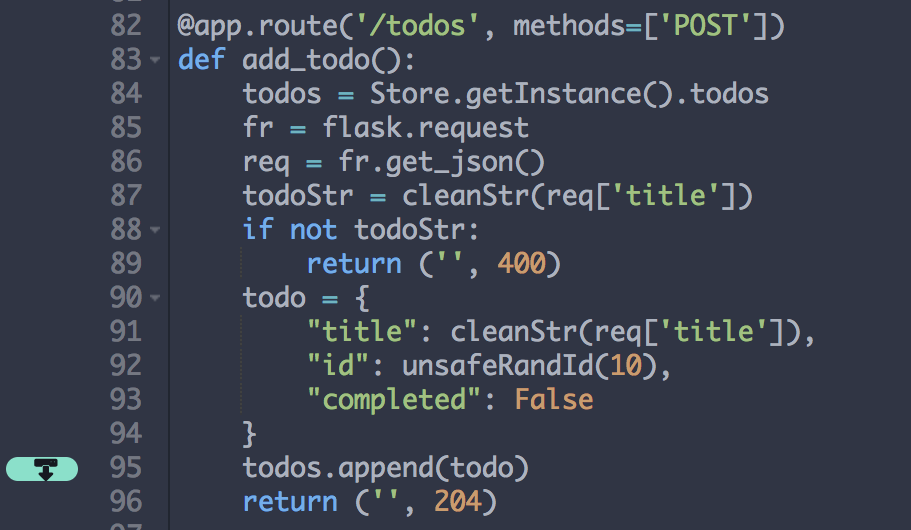 82 @app.route('/todos', methods=['POST'])
83 def add_todo():
84     todos = Store.getInstance().todos
85     fr = flask.request
86     req = fr.get_json()
87     todoStr = cleanStr(req['title'])
88     if not todoStr:
89         return ('', 400)
90     todo = {
91         "title": cleanStr(req['title']),
92         "id": unsafeRandId(10),
93         "completed": False
94     }
95     todos.append(todo)
96     return ('', 204)